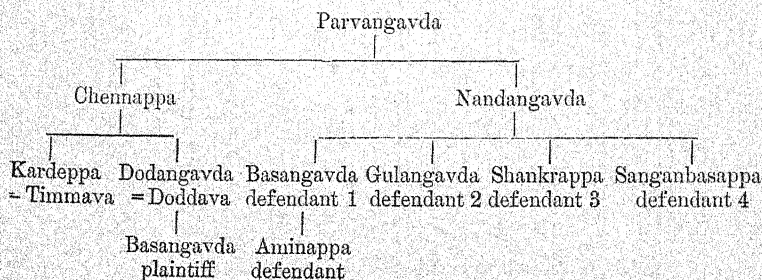 Parvangavda
Chennappa Nandangavda
Kardeppa Dodangavda Basangavda Gulangavda Shankrappa Sanganbasappa
= Timmava =Doddava defendant 1 defendant 2 defendant 3 defendant 4
Basangavda Aminappa
plaintiff defendant